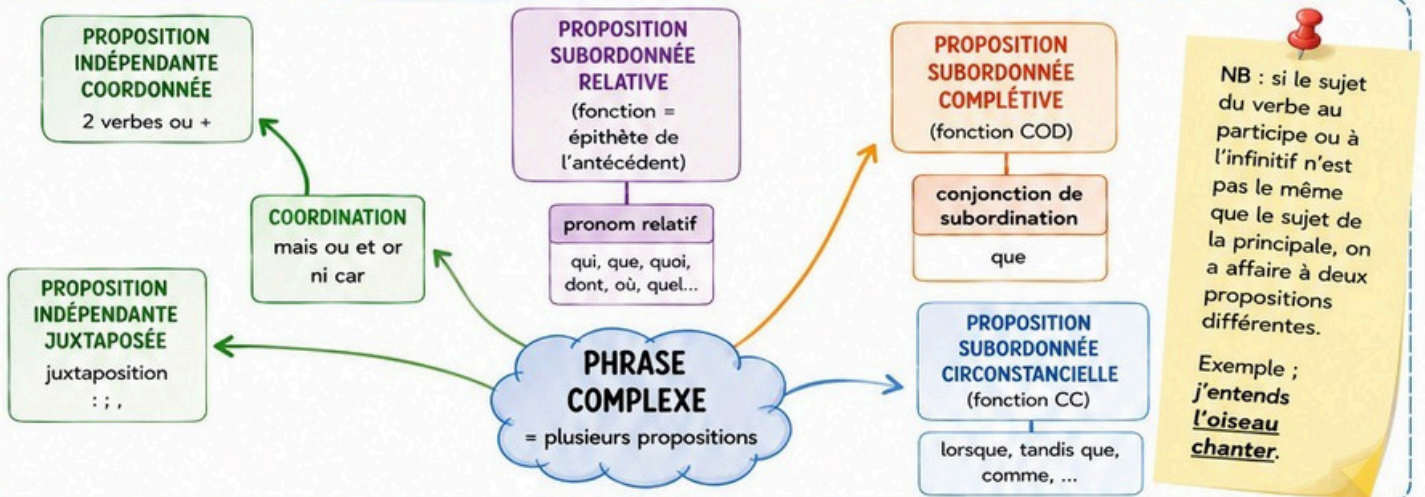 PROPOSITION
INDÉPENDANTE
COORDONNÉE
2 verbes ou +
COORDINATION
mais ou et or
ni car
PROPOSITION
INDÉPENDANTE
JUXTAPOSÉE
juxtaposition
: ; ,
PROPOSITION
SUBORDONNÉE
RELATIVE
(fonction =
épithète de
l'antécédent)
pronom relatif
qui, que, quoi,
dont, où, quel...
PHRASE
COMPLEXE
= plusieurs propositions
PROPOSITION
SUBORDONNÉE
COMPLÉTIVE
(fonction COD)
conjonction de
subordination
que
PROPOSITION
SUBORDONNÉE
CIRCONSTANCIELLE
(fonction CC)
lorsque, tandis que,
comme, ...
NB : si le sujet
du verbe au
participe ou à
l'infinitif n'est
pas le même
que le sujet de
la principale, on
a affaire à deux
propositions
différentes.
Exemple ;
j'entends
l'oiseau
chanter.